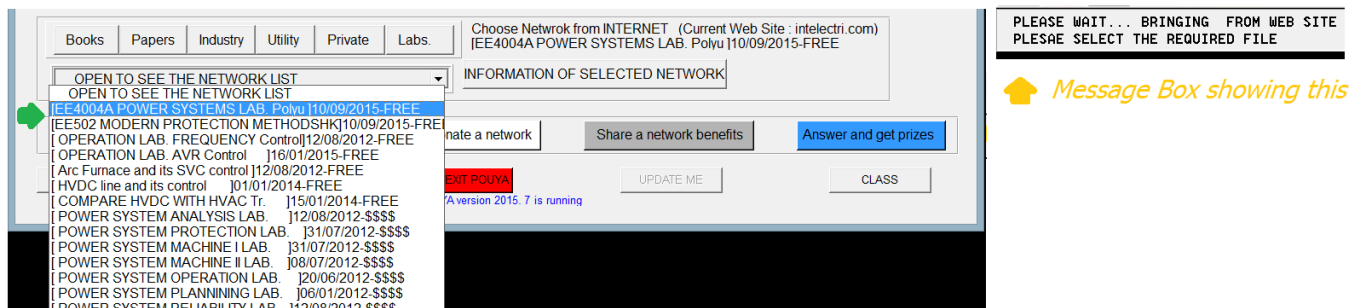 Books Papers Industry Utility Private Labs.
Choose Netwrok from INTERNET (Current Web Site : intelectri.com)
[EE4004A POWER SYSTEMS LAB. Polyu ]10/09/2015-FREE
OPEN TO SEE THE NETWORK LIST
INFORMATION OF SELECTED NETWORK
OPEN TO SEE THE NETWORK LIST
[EE4004A POWER SYSTEMS LAB. Polyu ]10/09/2015-FREE
[EE502 MODERN PROTECTION METHODSHK]10/09/2015-FREE
[ OPERATION LAB. FREQUENCY Control]12/08/2012-FREE
[ OPERATION LAB. AVR Control ]16/01/2015-FREE
[ Arc Furnace and its SVC control ]12/08/2012-FREE
[ HVDC line and its control ]01/01/2014-FREE
[ COMPARE HVDC WITH HVAC Tr. ]15/01/2014-FREE
[ POWER SYSTEM ANALYSIS LAB. ]12/08/2012-$$$$
[ POWER SYSTEM PROTECTION LAB. ]31/07/2012-$$$$
[ POWER SYSTEM MACHINE I LAB. ]31/07/2012-$$$$
[ POWER SYSTEM MACHINE II LAB. ]08/07/2012-$$$$
[ POWER SYSTEM OPERATION LAB. ]20/06/2012-$$$$
[ POWER SYSTEM PLANNINING LAB. ]06/01/2012-$$$$
[ POWER SYSTEM RELIABILITY LAB. ]12/08/2012-$$$$
nate a network
Share a network benefits
Answer and get prizes
EXIT POUYA
UPDATE ME
CLASS
A version 2015. 7 is running
PLEASE WAIT... BRINGING FROM WEB SITE
PLESAE SELECT THE REQUIRED FILE
Message Box showing this